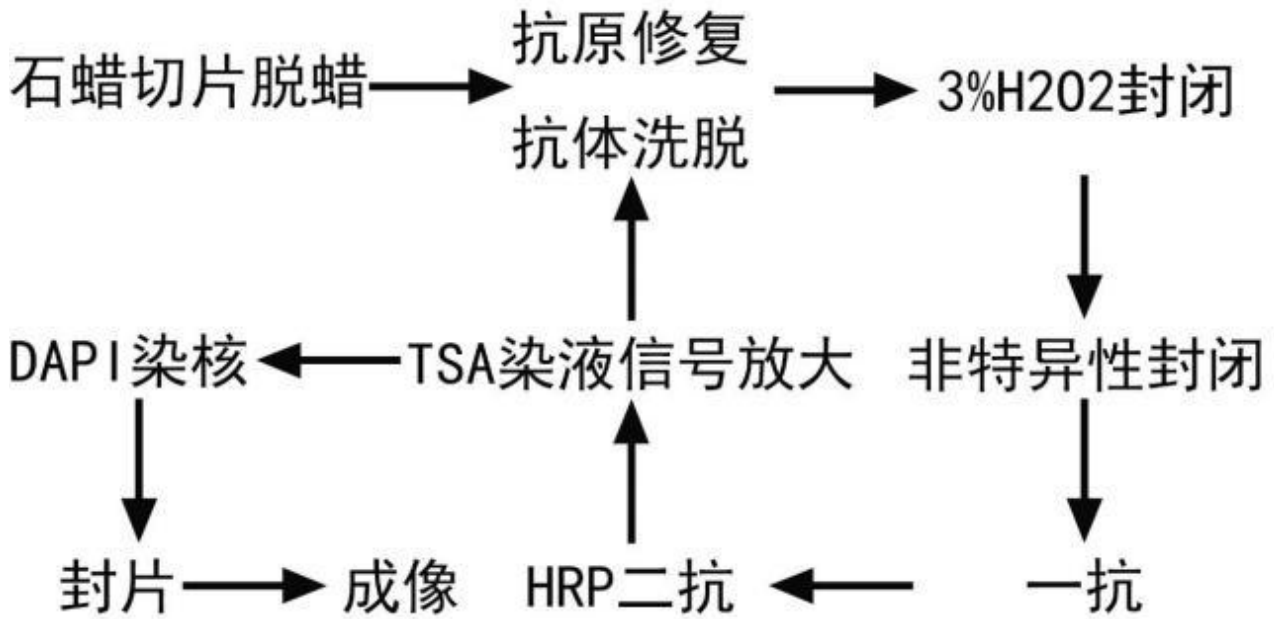 石蜡切片脱蜡
抗原修复
抗体洗脱
3%H2O2封闭
DAPI染核
TSA染液信号放大
非特异性封闭
封片
成像
HRP二抗
一抗